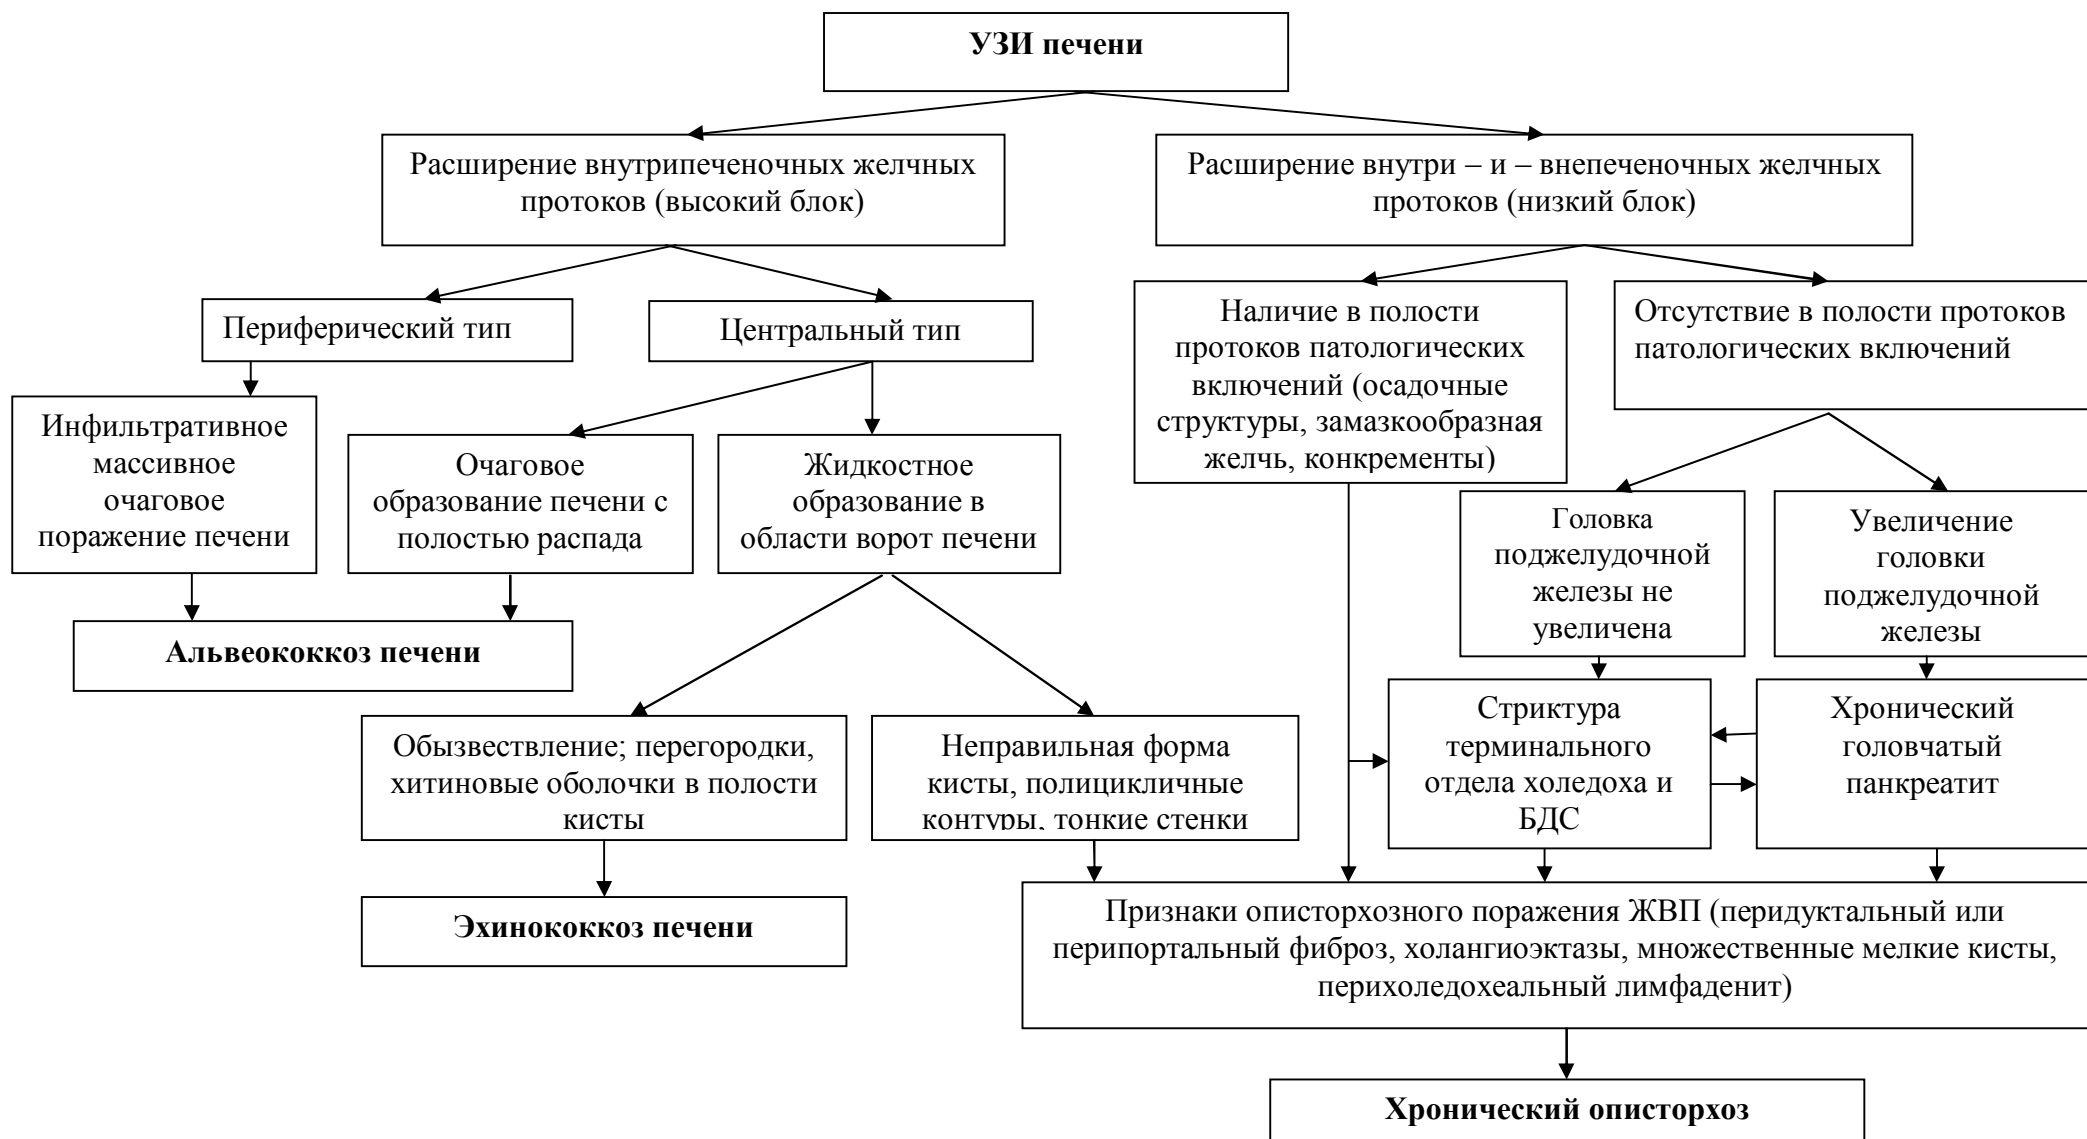 УЗИ печени
Расширение внутрипеченочных желчных
протоков (высокий блок)
Расширение внутри – и – внепеченочных желчных
протоков (низкий блок)
Периферический тип
Центральный тип
Наличие в полости
протоков патологических
включений (осадочные
структуры, замазкообразная
желчь, конкременты)
Отсутствие в полости протоков
патологических включений
Инфильтративное
массивное
очаговое
поражение печени
Очаговое
образование печени с
полостью распада
Жидкостное
образование в
области ворот печени
Головка
поджелудочной
железы не
увеличена
Увеличение
головки
поджелудочной
железы
Альвеококкоз печени
Обызвествление; перегородки,
хитиновые оболочки в полости
кисты
Неправильная форма
кисты, полицикличные
контуры, тонкие стенки
Стриктура
терминального
отдела холедоха и
БДС
Хронический
головчатый
панкреатит
Эхинококкоз печени
Признаки описторхозного поражения ЖВП (перидуктальный или
перипортальный фиброз, холангиоэктазы, множественные мелкие кисты,
перихоледохеальный лимфаденит)
Хронический описторхоз